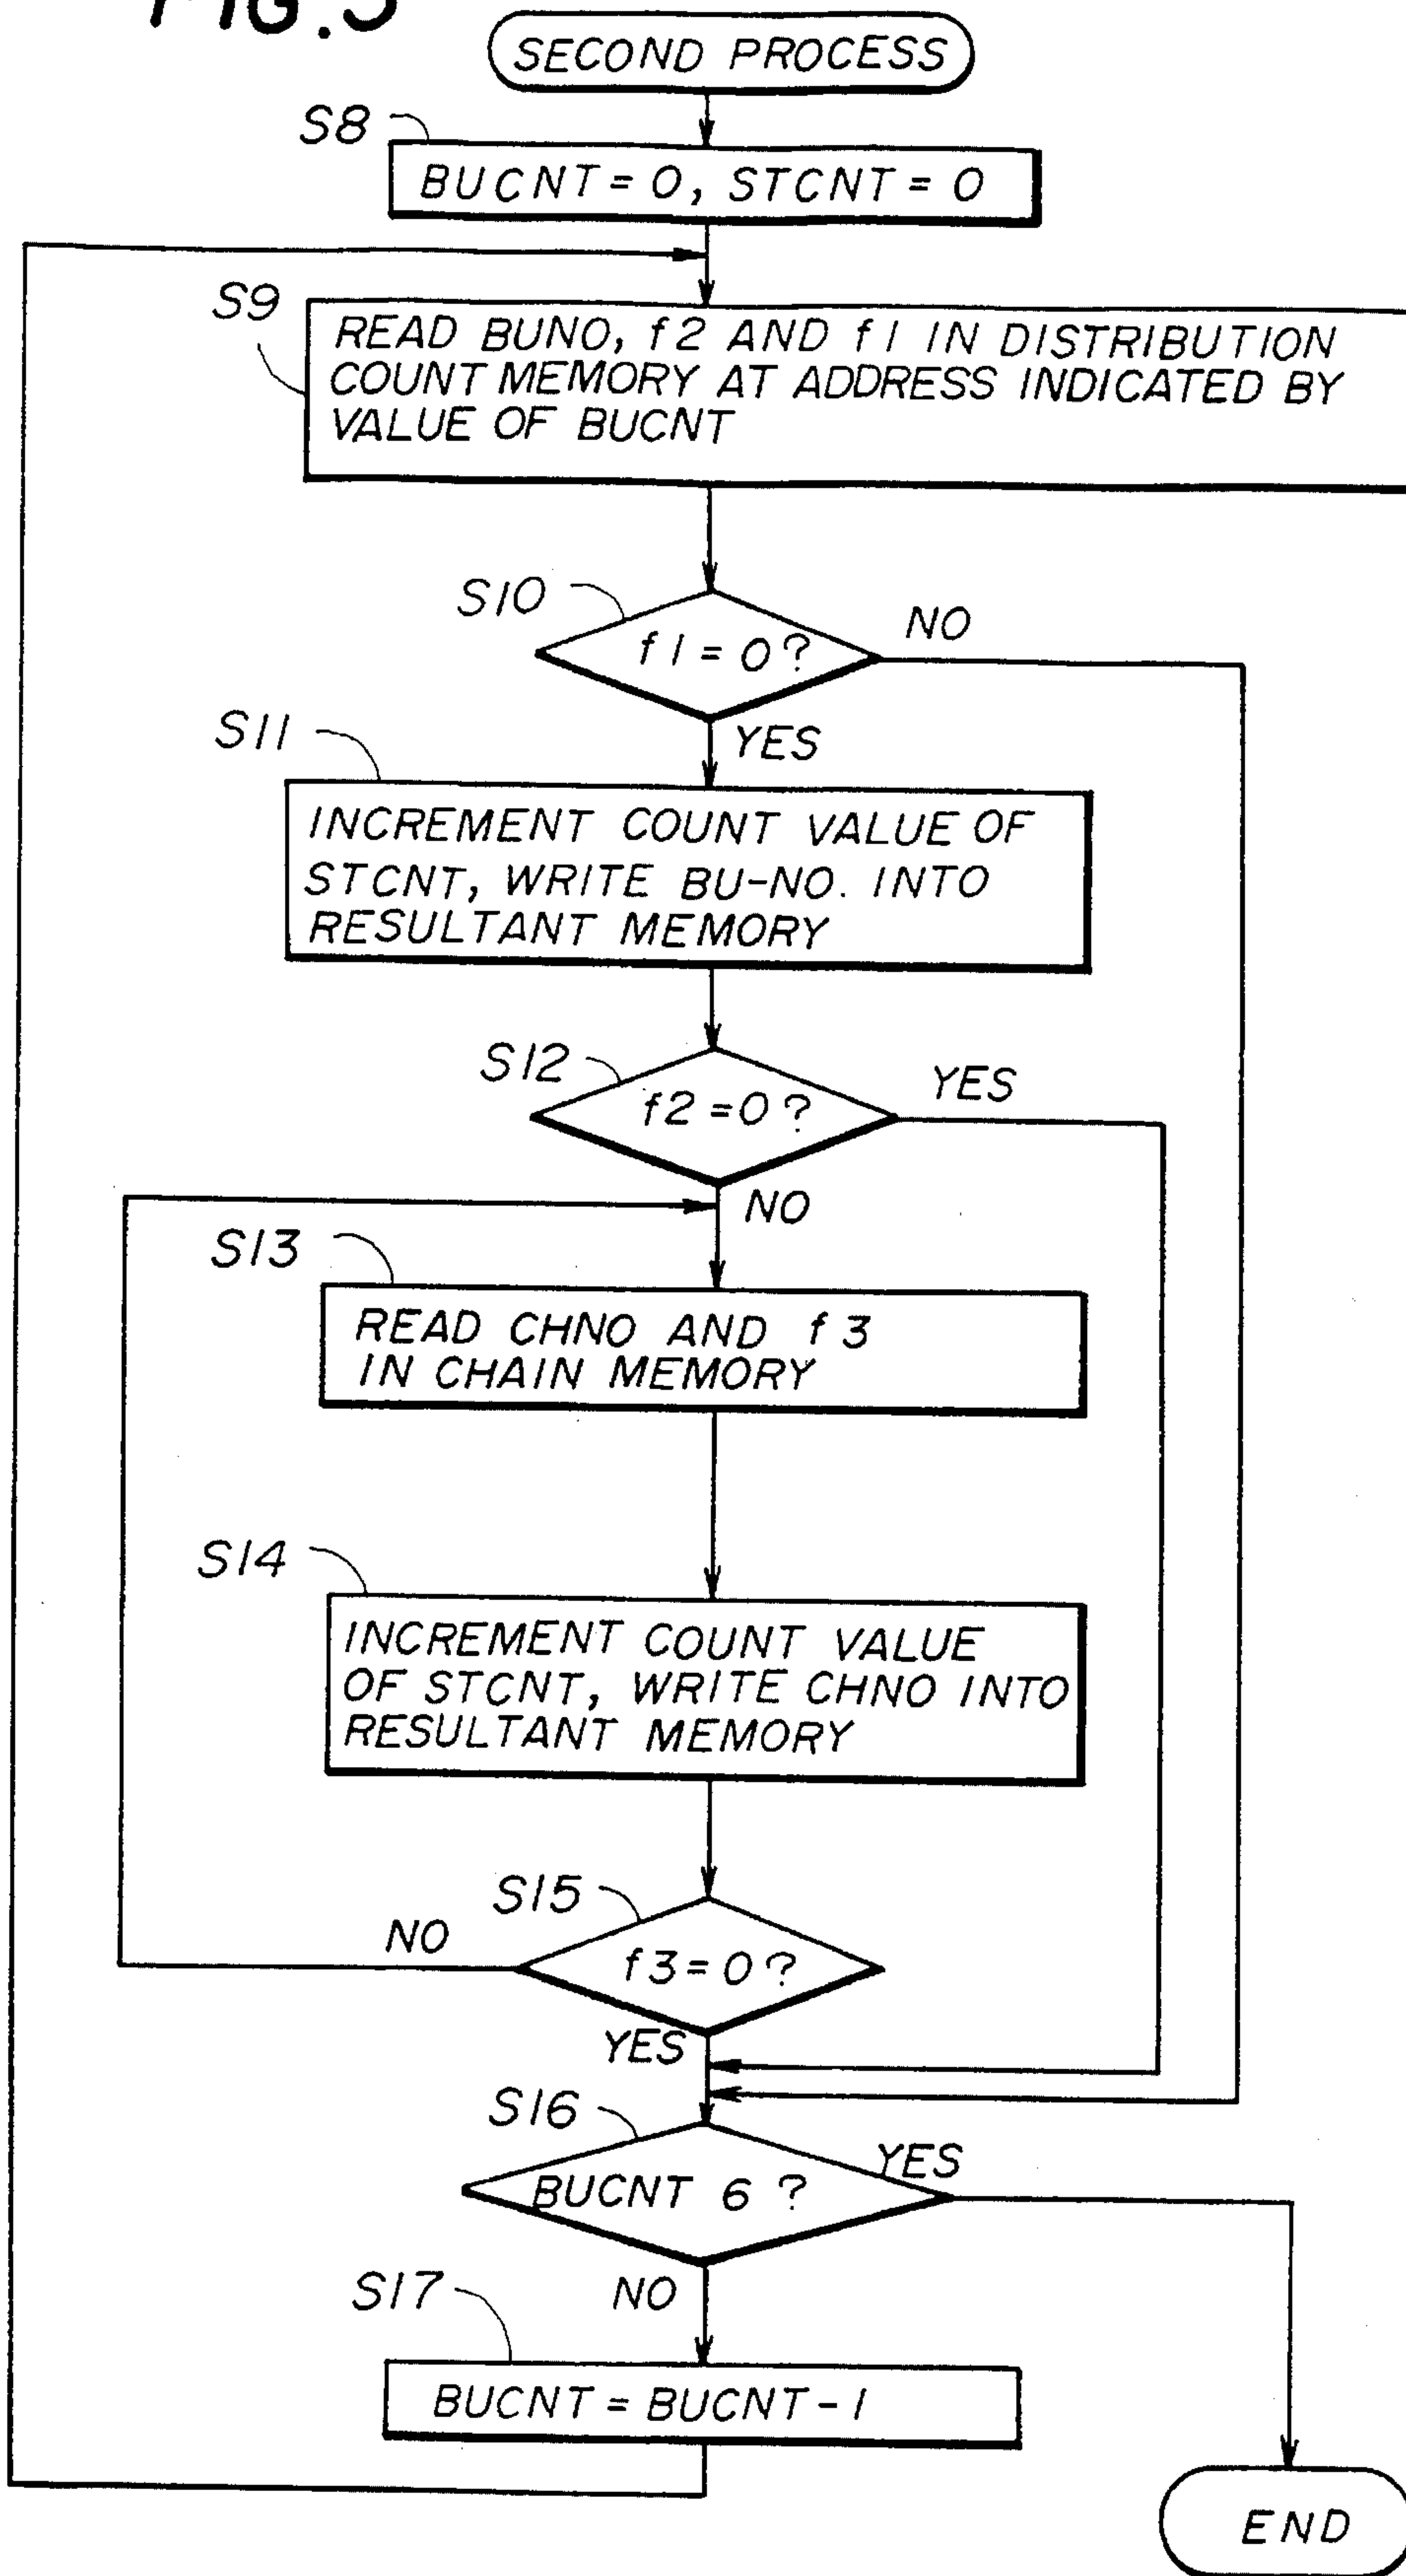 FIG.5
SECOND PROCESS
S8
BUCNT = 0, STCNT = 0
S9
READ BUNO, f2 AND f1 IN DISTRIBUTION
COUNT MEMORY AT ADDRESS INDICATED BY
VALUE OF BUCNT
S10
f1 = 0 ?
NO
YES
S11
INCREMENT COUNT VALUE OF
STCNT, WRITE BU-NO. INTO
RESULTANT MEMORY
S12
f2 = 0 ?
YES
NO
S13
READ CHNO AND f3
IN CHAIN MEMORY
S14
INCREMENT COUNT VALUE
OF STCNT, WRITE CHNO INTO
RESULTANT MEMORY
S15
NO
f3 = 0 ?
YES
S16
BUCNT 6 ?
YES
NO
S17
BUCNT = BUCNT - 1
END